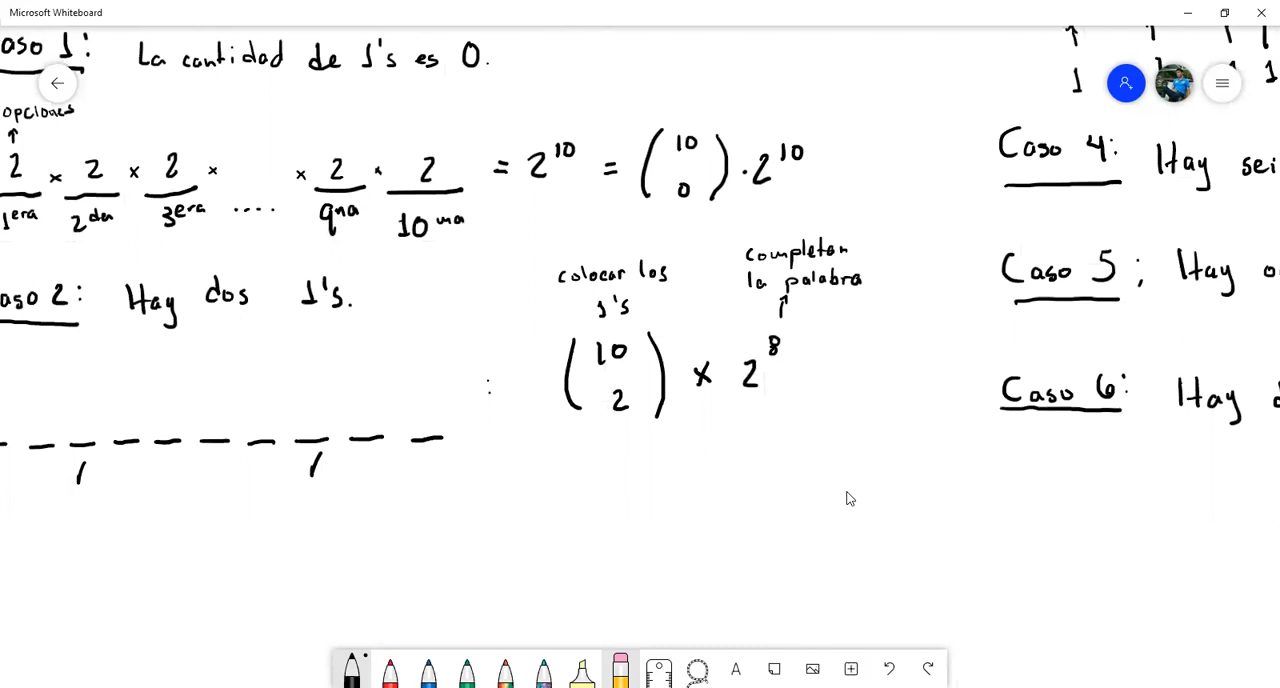 Microsoft Whiteboard
aso 1: La cantidad de 1's es 0.
opciones
↑
2 × 2 × 2 × × 2 · 2 = 2^10 = (10 0) · 2^10
1era 2da 3era .... 9na 10ma
aso 2: Hay dos 1's.
colocar los
1's
completan
la palabra
↑
: (10 2) × 2^8
1 1
1 1
Caso 4: Hay sei
Caso 5; Hay o
Caso 6: Hay d
A